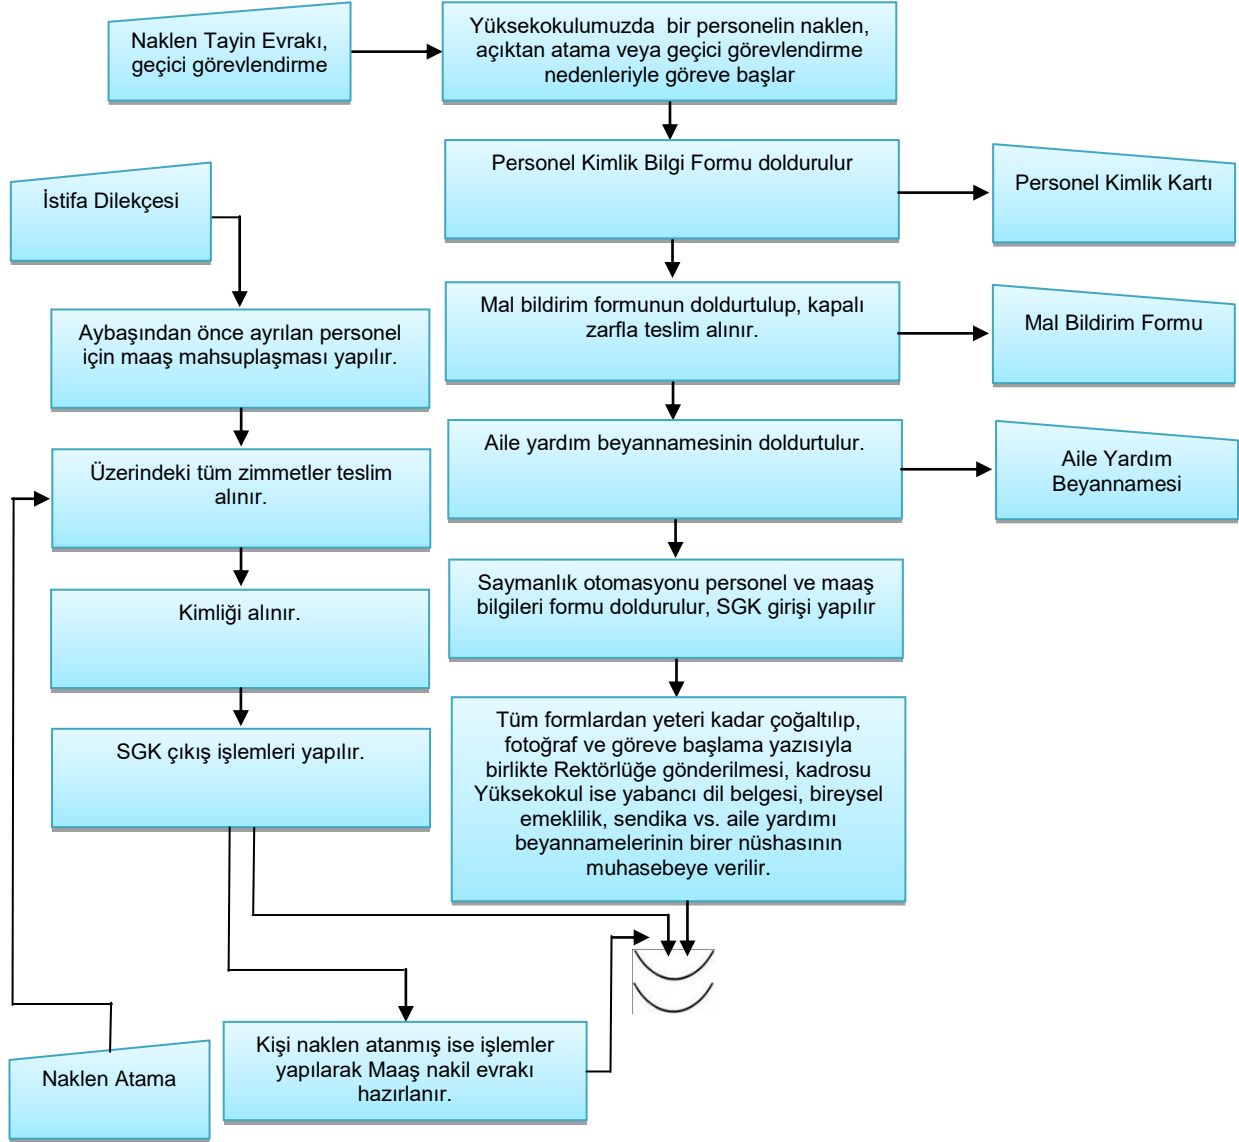 Naklen Tayin Evrakı,
geçici görevlendirme
Yüksekokulumuzda bir personelin naklen,
açıktan atama veya geçici görevlendirme
nedenleriyle göreve başlar
Personel Kimlik Bilgi Formu doldurulur
Personel Kimlik Kartı
İstifa Dilekçesi
Mal bildirim formunun doldurtulup, kapalı
zarfla teslim alınır.
Mal Bildirim Formu
Aybaşından önce ayrılan personel
için maaş mahsuplaşması yapılır.
Aile yardım beyannamesinin doldurtulur.
Aile Yardım
Beyannamesi
Üzerindeki tüm zimmetler teslim
alınır.
Saymanlık otomasyonu personel ve maaş
bilgileri formu doldurulur, SGK girişi yapılır
Kimliği alınır.
Tüm formlardan yeteri kadar çoğaltılıp,
fotoğraf ve göreve başlama yazısıyla
birlikte Rektörlüğe gönderilmesi, kadrosu
Yüksekokul ise yabancı dil belgesi, bireysel
emeklilik, sendika vs. aile yardımı
beyannamelerinin birer nüshasının
muhasebeye verilir.
SGK çıkış işlemleri yapılır.
Kişi naklen atanmış ise işlemler
yapılarak Maaş nakil evrakı
hazırlanır.
Naklen Atama